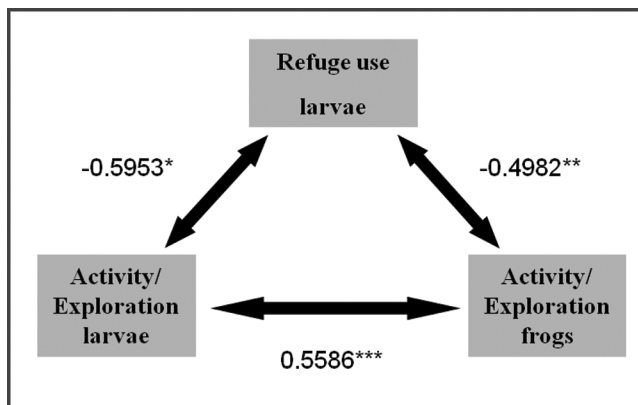 Refuge use
larvae
-0.5953*
-0.4982**
Activity/
Exploration
larvae
Activity/
Exploration
frogs
0.5586***